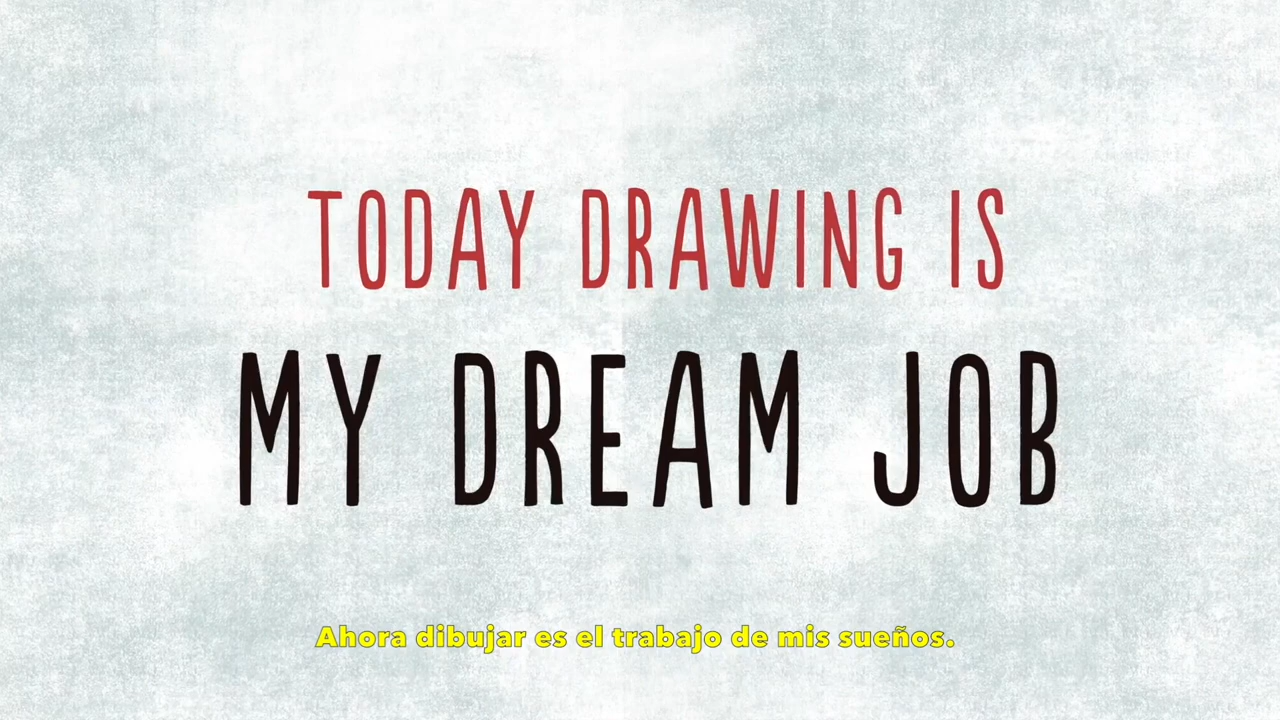 TODAY DRAWING IS
MY DREAM JOB
Ahora dibujar es el trabajo de mis sueños.